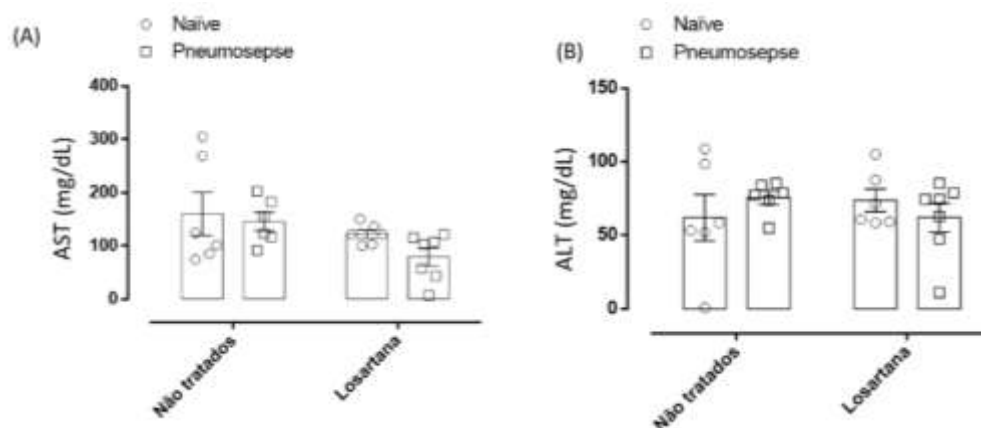 (A)
Naïve
Pneumosepse
AST (mg/dL)
400
300
200
100
0
Não tratados
Losartana
(B)
Naïve
Pneumosepse
ALT (mg/dL)
150
100
50
0
Não tratados
Losartana